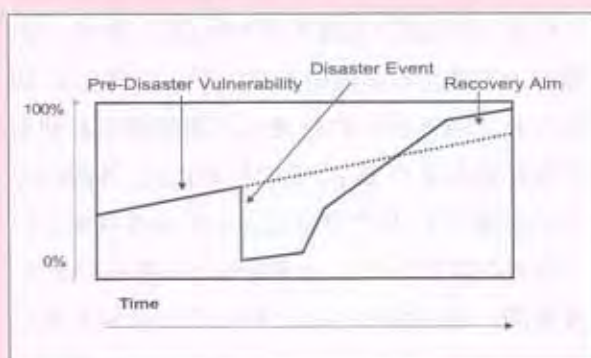 Disaster Event
Pre-Disaster Vulnerability
Recovery Aim
100%
0%
Time